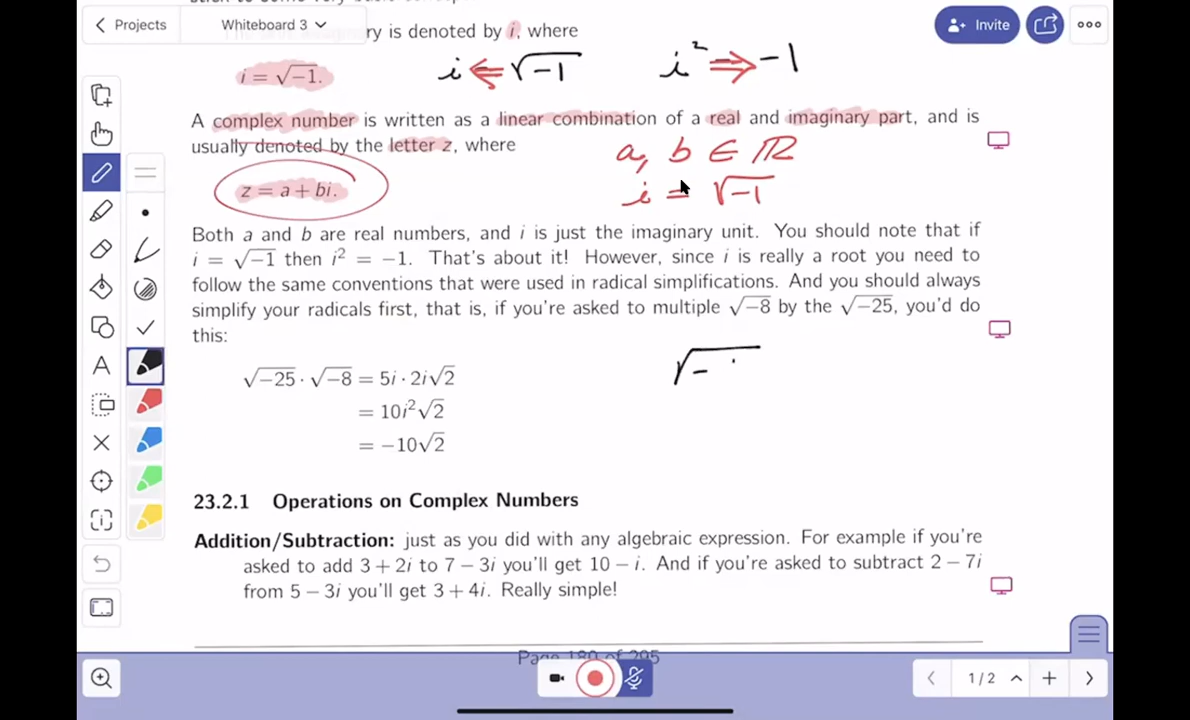 Projects
Whiteboard 3
Invite
ry is denoted by i, where
i = √−1.
i ⇐ √−1
i² ⇒ −1
A complex number is written as a linear combination of a real and imaginary part, and is
usually denoted by the letter z, where
a, b ∈ ℝ
z = a + bi.
i = √−1
Both a and b are real numbers, and i is just the imaginary unit. You should note that if
i = √−1 then i² = −1. That's about it! However, since i is really a root you need to
follow the same conventions that were used in radical simplifications. And you should always
simplify your radicals first, that is, if you're asked to multiple √−8 by the √−25, you'd do
this:
√−
√−25 · √−8 = 5i · 2i√2
= 10i²√2
= −10√2
23.2.1 Operations on Complex Numbers
Addition/Subtraction: just as you did with any algebraic expression. For example if you're
asked to add 3 + 2i to 7 − 3i you'll get 10 − i. And if you're asked to subtract 2 − 7i
from 5 − 3i you'll get 3 + 4i. Really simple!
1 / 2